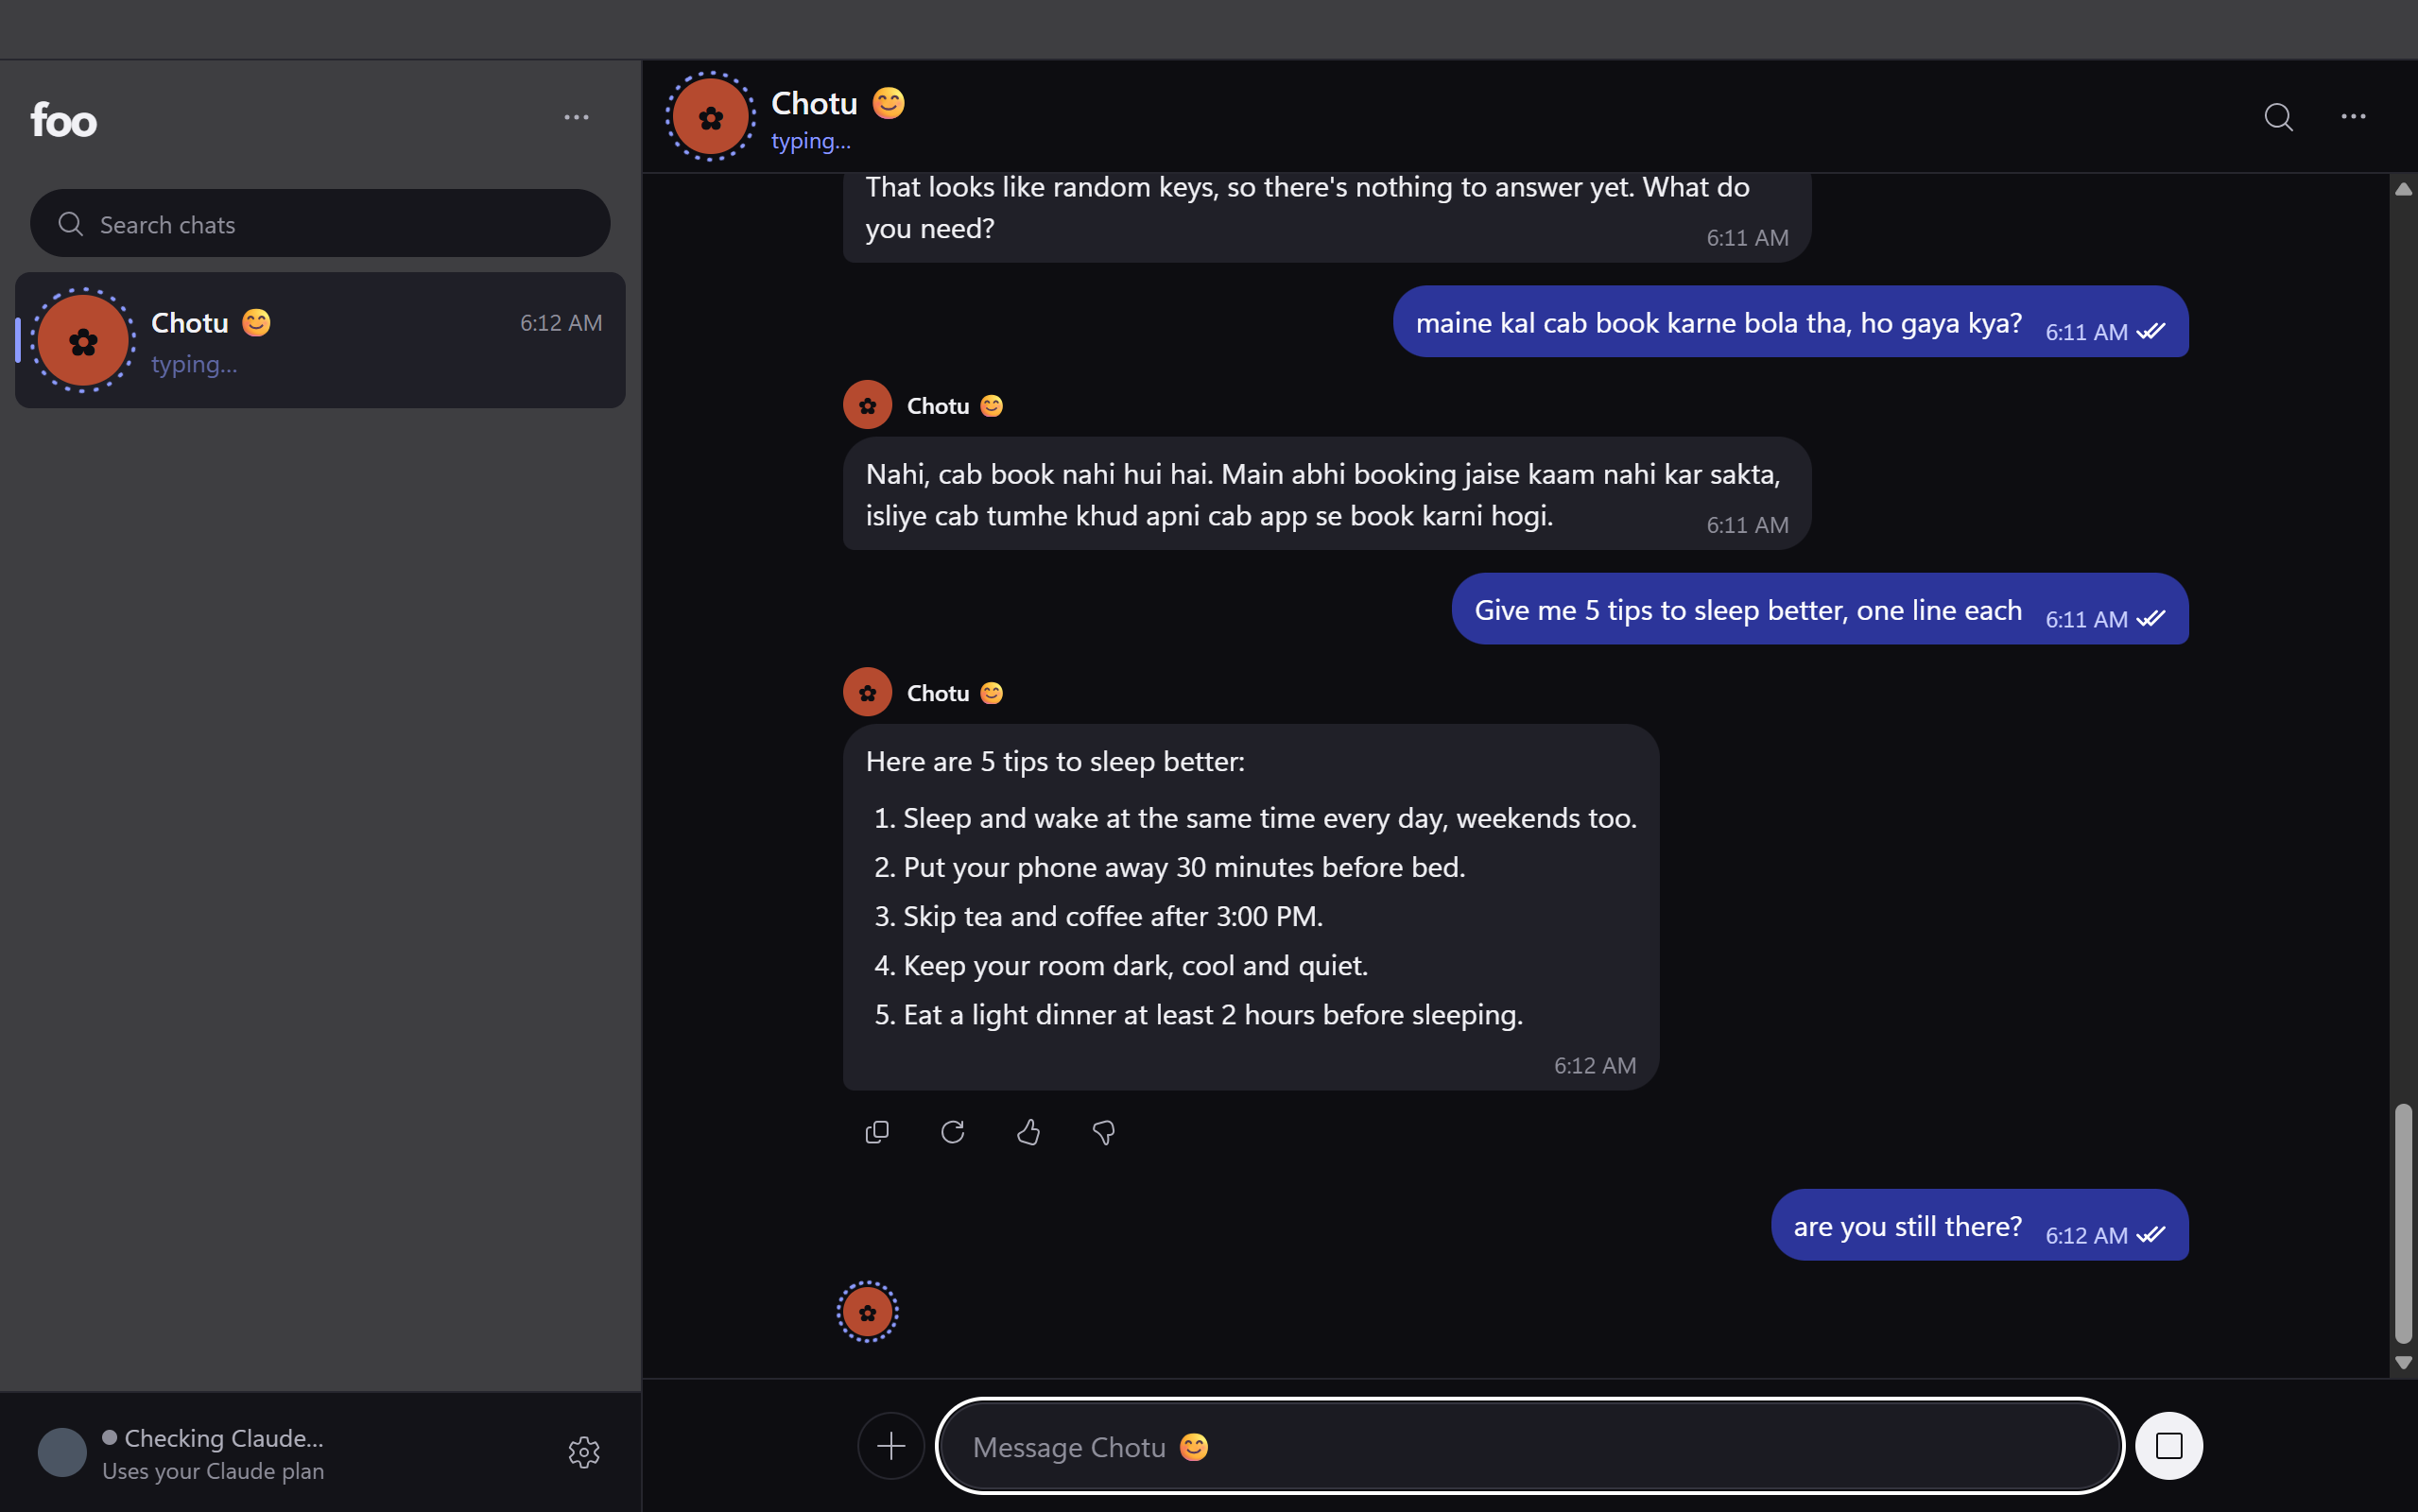 foo
Search chats
Chotu 😊
6:12 AM
typing...
Checking Claude...
Uses your Claude plan
Chotu 😊
typing...
That looks like random keys, so there's nothing to answer yet. What do
you need?
6:11 AM
maine kal cab book karne bola tha, ho gaya kya?
6:11 AM
Chotu 😊
Nahi, cab book nahi hui hai. Main abhi booking jaise kaam nahi kar sakta,
isliye cab tumhe khud apni cab app se book karni hogi.
6:11 AM
Give me 5 tips to sleep better, one line each
6:11 AM
Chotu 😊
Here are 5 tips to sleep better:
1. Sleep and wake at the same time every day, weekends too.
2. Put your phone away 30 minutes before bed.
3. Skip tea and coffee after 3:00 PM.
4. Keep your room dark, cool and quiet.
5. Eat a light dinner at least 2 hours before sleeping.
6:12 AM
are you still there?
6:12 AM
Message Chotu 😊